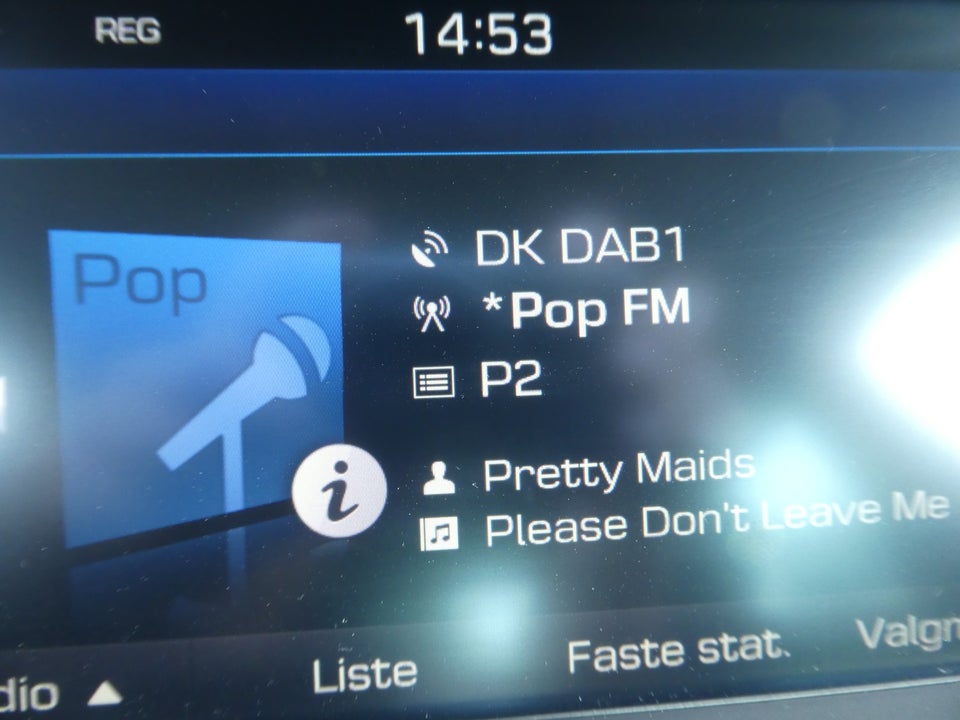 REG
14:53
Pop
DK DAB1
*Pop FM
P2
i
Pretty Maids
Please Don't Leave Me
dio
Liste
Faste stat.
Valgm